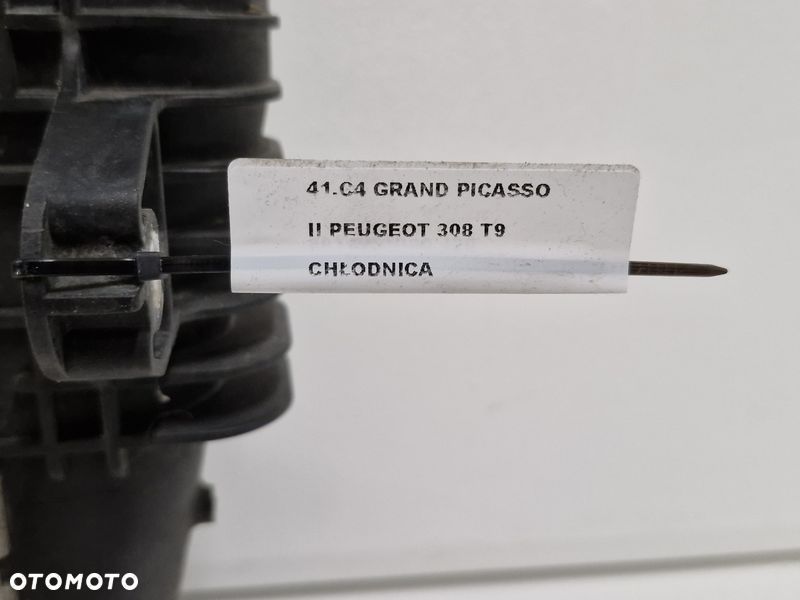 41.C4 GRAND PICASSO
II PEUGEOT 308 T9
CHŁODNICA
OTOMOTO